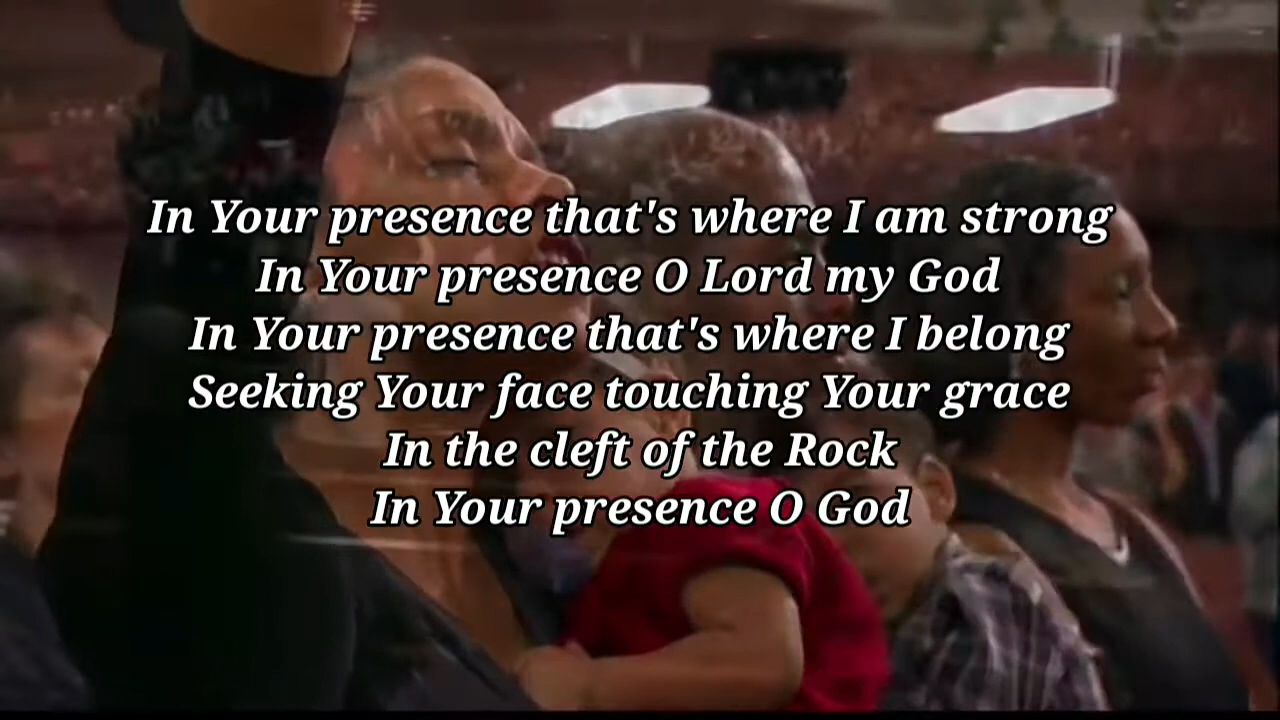 In Your presence that's where I am strong
In Your presence O Lord my God
In Your presence that's where I belong
Seeking Your face touching Your grace
In the cleft of the Rock
In Your presence O God